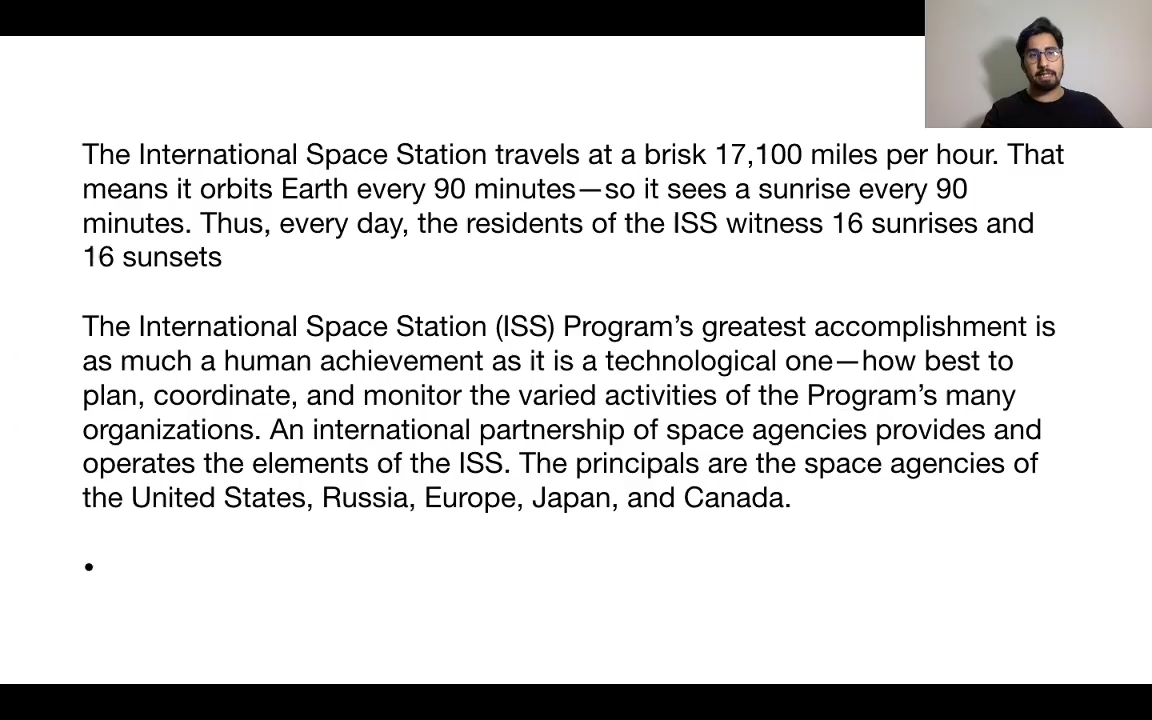 The International Space Station travels at a brisk 17,100 miles per hour. That
means it orbits Earth every 90 minutes—so it sees a sunrise every 90
minutes. Thus, every day, the residents of the ISS witness 16 sunrises and
16 sunsets
The International Space Station (ISS) Program’s greatest accomplishment is
as much a human achievement as it is a technological one—how best to
plan, coordinate, and monitor the varied activities of the Program’s many
organizations. An international partnership of space agencies provides and
operates the elements of the ISS. The principals are the space agencies of
the United States, Russia, Europe, Japan, and Canada.
•